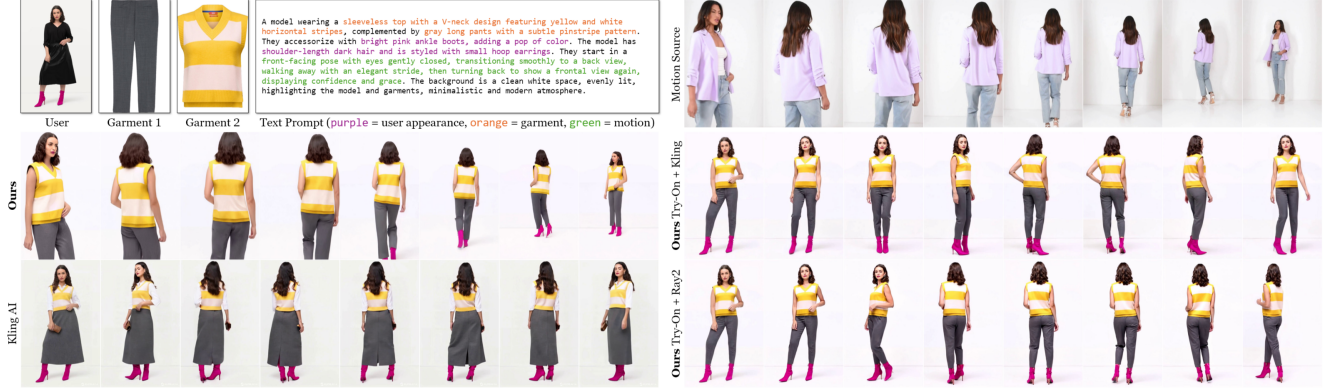 A model wearing a sleeveless top with a V-neck design featuring yellow and white
horizontal stripes, complemented by gray long pants with a subtle pinstripe pattern.
They accessorize with bright pink ankle boots, adding a pop of color. The model has
shoulder-length dark hair and is styled with small hoop earrings. They start in a
front-facing pose with eyes gently closed, transitioning smoothly to a back view,
walking away with an elegant stride, then turning back to show a frontal view again,
displaying confidence and grace. The background is a clean white space, evenly lit,
highlighting the model and garments, minimalistic and modern atmosphere.
User
Garment 1
Garment 2
Text Prompt (purple = user appearance, orange = garment, green = motion)
Ours
Kling AI
Motion Source
Ours Try-On + Kling
Ours Try-On + Ray2